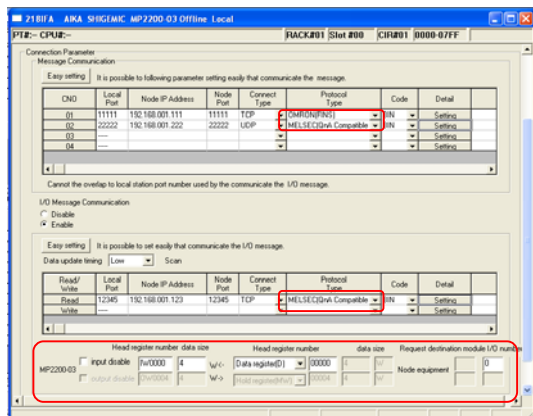 21BIFA AIKA SHIGEMIC MP2200-03 Offline Local
PT#:- CPU#:- RACK#01 Slot #00 CIR#01 0000-07FF
Connection Parameter
Message Communication
Easy setting It is possible to following parameter setting easily that communicate the message.
CNO Local Port Node IP Address Node Port Connect Type Protocol Type Code Detail
01 11111 192.168.001.111 11111 TCP OMRON(FINS) BIN Setting
02 22222 192.168.001.222 22222 UDP MELSEC(QnA Compatible BIN Setting
03 ---- Setting
04 ---- Setting
Cannot the overlap to local station port number used by the communicate the I/O message.
I/O Message Communication
Disable
Enable
Easy setting It is possible to set easily that communicate the I/O message.
Data update timing Low Scan
Read/Write Local Port Node IP Address Node Port Connect Type Protocol Type Code Detail
Read 12345 192.168.001.123 12345 TCP MELSEC(QnA Compatible BIN Setting
Write ---- Setting
Head register number data size Head register number data size Request destination module I/O number
MP2200-03 input disable IW0000 4 W<- Data register(D) 00000 4 W Node equipment 0
output disable OW0004 4 W-> Hold register(MW) 00004 4 W